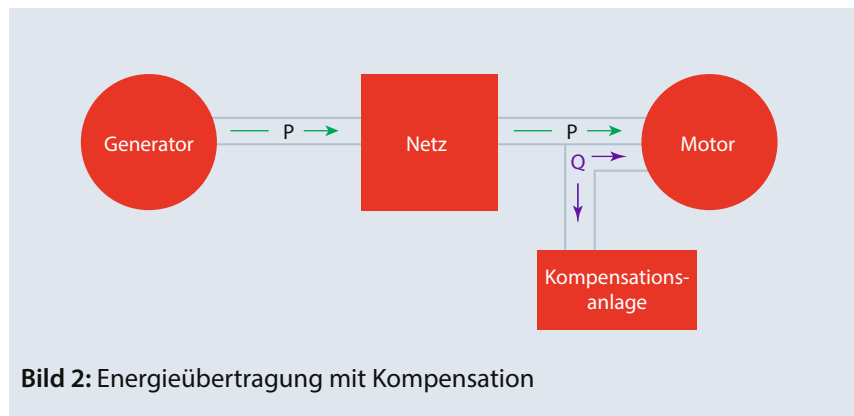 Generator
P
Netz
P
Q
Motor
Kompensations-
anlage
Bild 2: Energieübertragung mit Kompensation